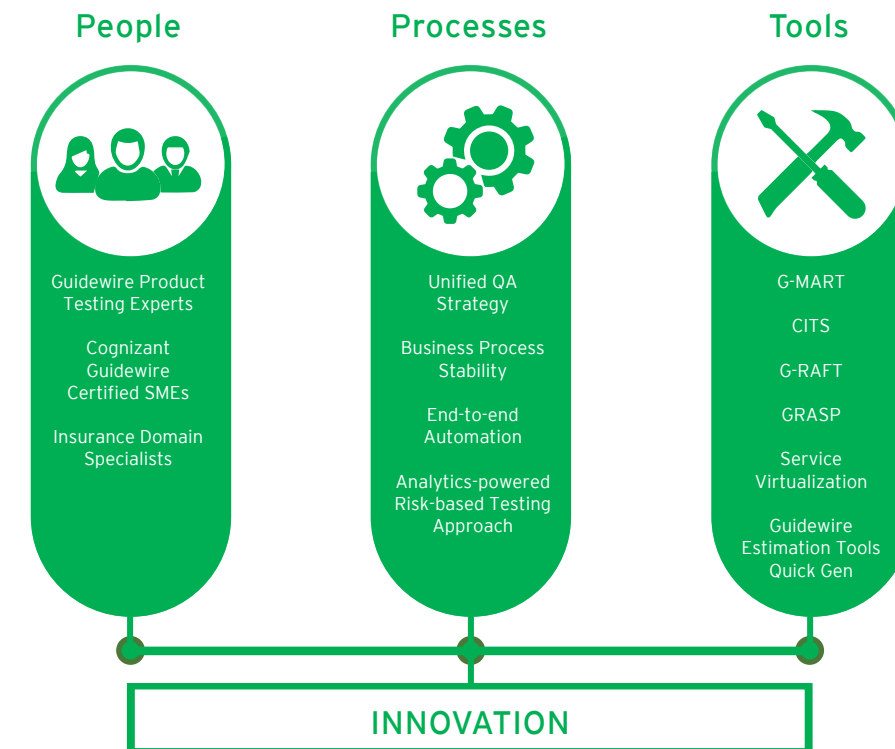 People
Guidewire Product
Testing Experts
Cognizant
Guidewire
Certified SMEs
Insurance Domain
Specialists
Processes
Unified QA
Strategy
Business Process
Stability
End-to-end
Automation
Analytics-powered
Risk-based Testing
Approach
Tools
G-MART
CITS
G-RAFT
GRASP
Service
Virtualization
Guidewire
Estimation Tools
Quick Gen
INNOVATION